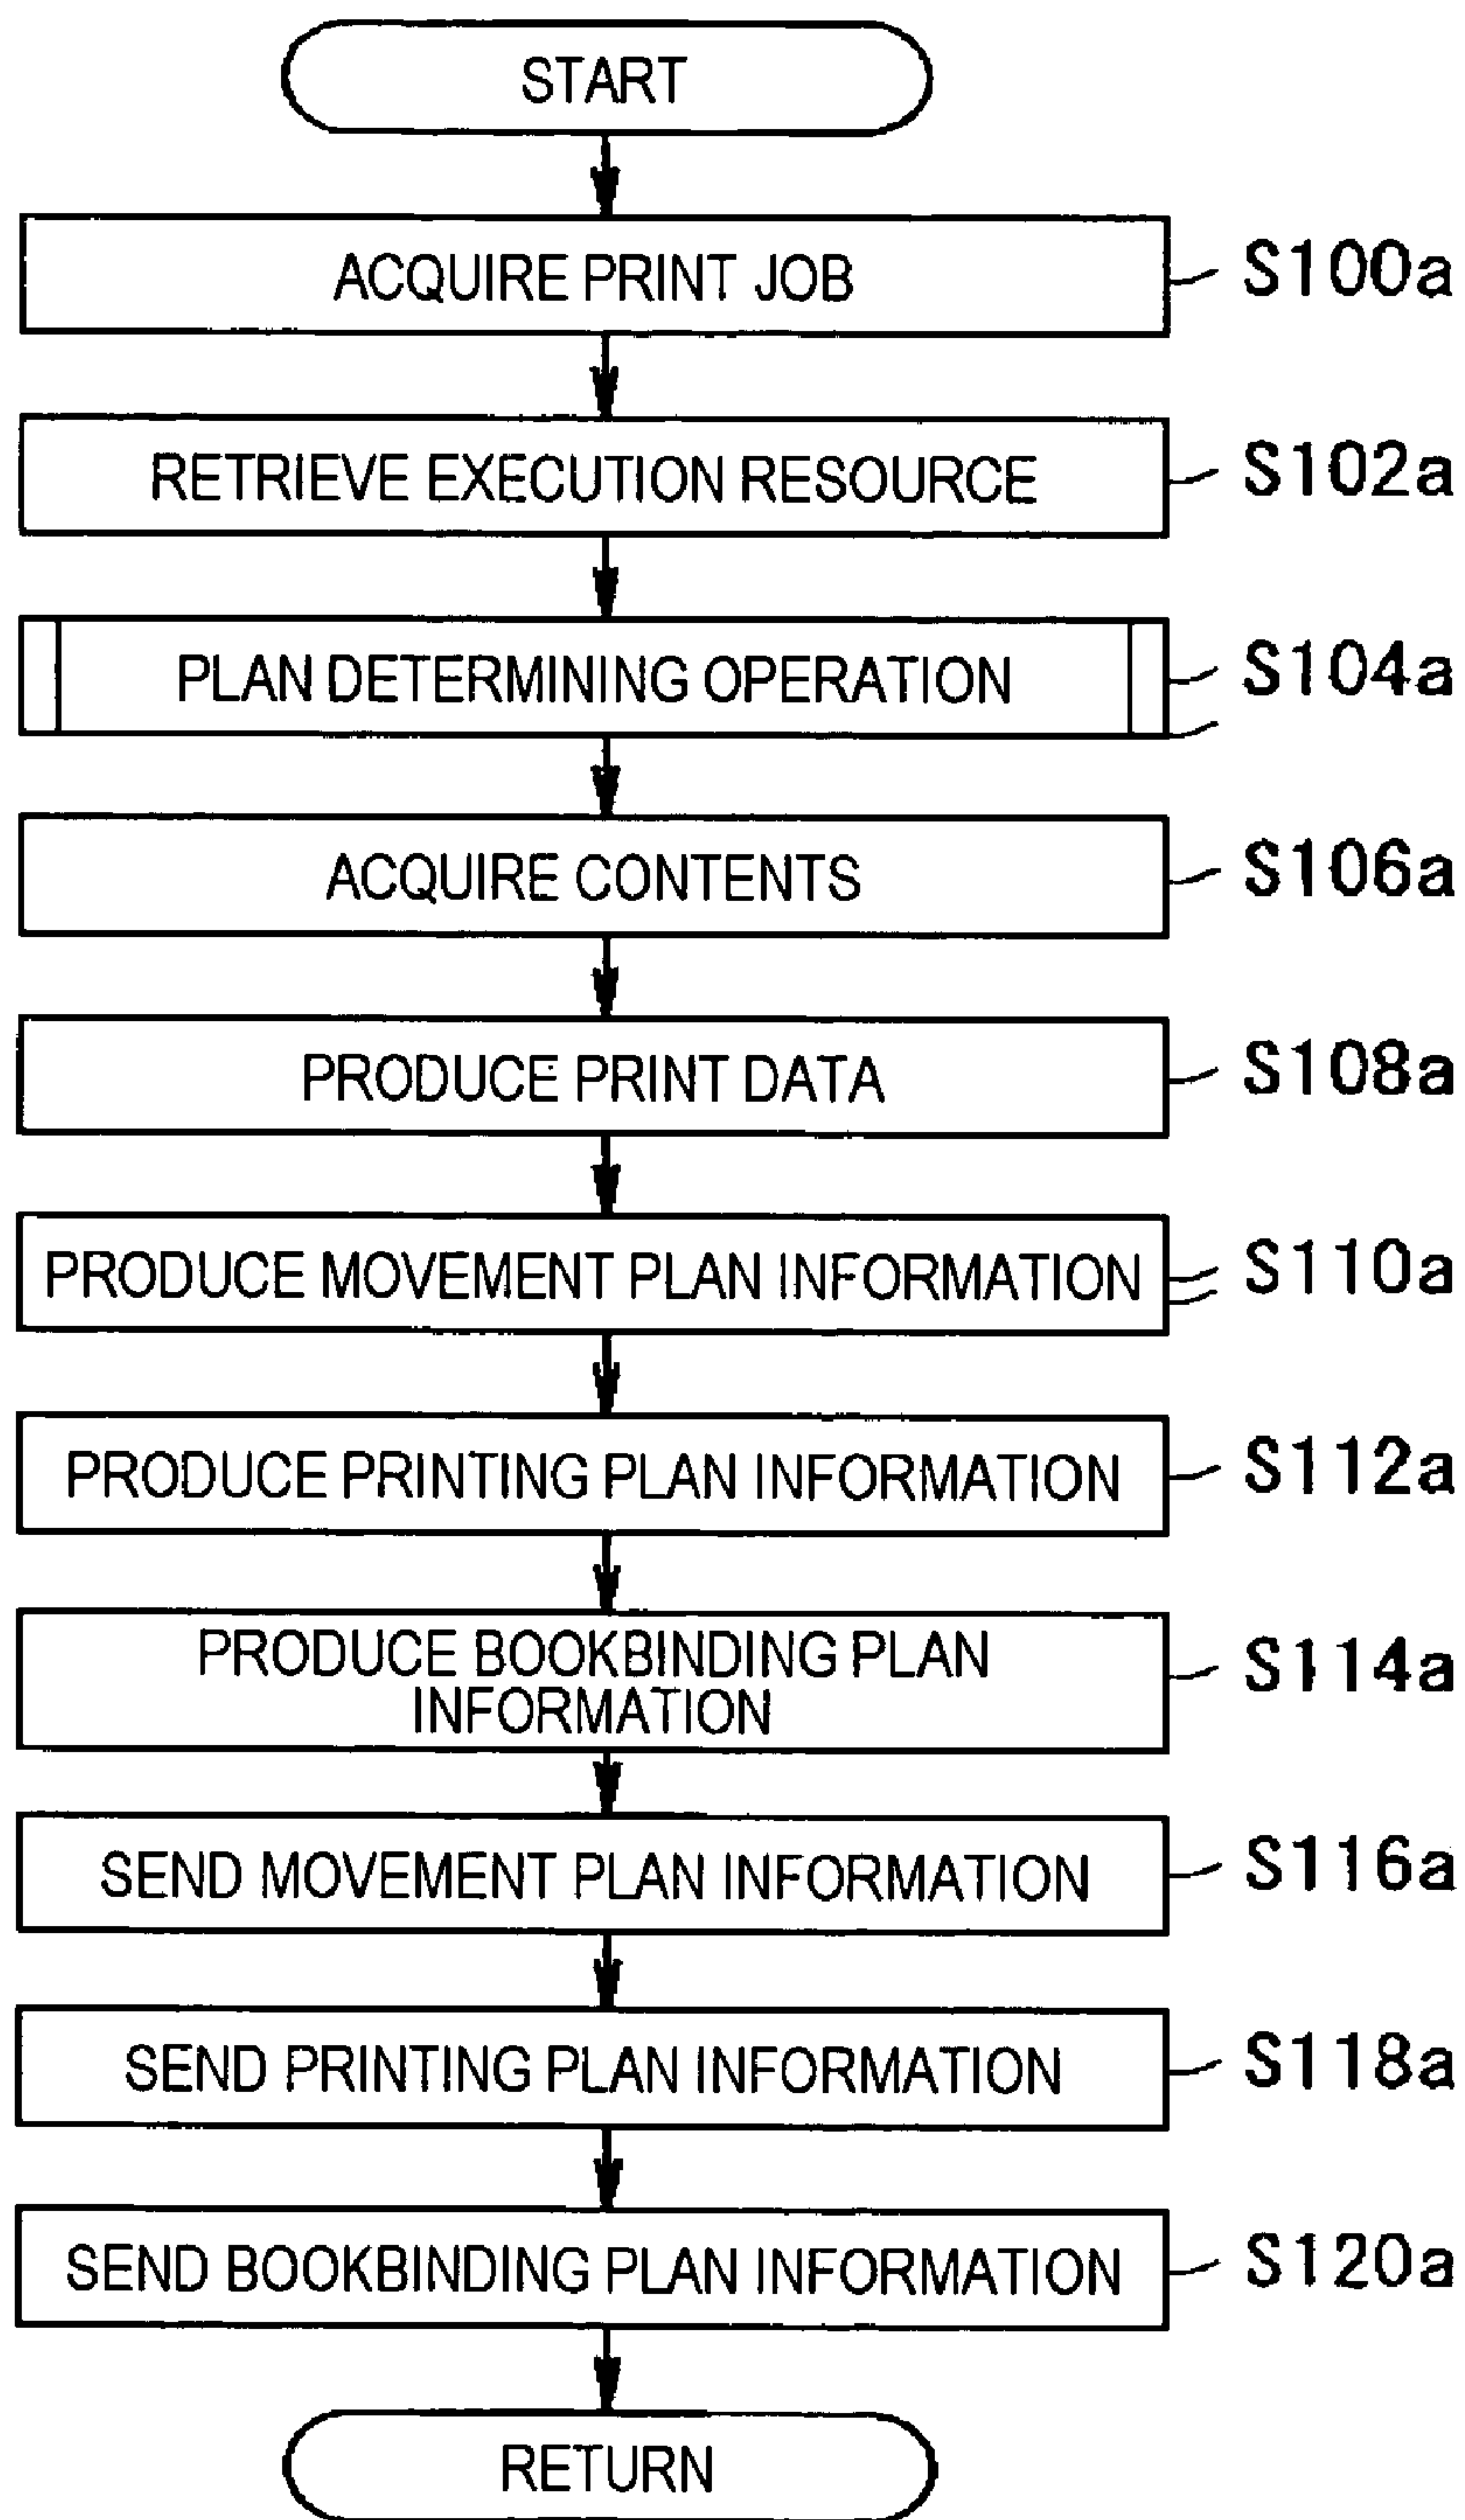 START
ACQUIRE PRINT JOB
S100a
RETRIEVE EXECUTION RESOURCE
S102a
PLAN DETERMINING OPERATION
S104a
ACQUIRE CONTENTS
S106a
PRODUCE PRINT DATA
S108a
PRODUCE MOVEMENT PLAN INFORMATION
S110a
PRODUCE PRINTING PLAN INFORMATION
S112a
PRODUCE BOOKBINDING PLAN
INFORMATION
S114a
SEND MOVEMENT PLAN INFORMATION
S116a
SEND PRINTING PLAN INFORMATION
S118a
SEND BOOKBINDING PLAN INFORMATION
S120a
RETURN